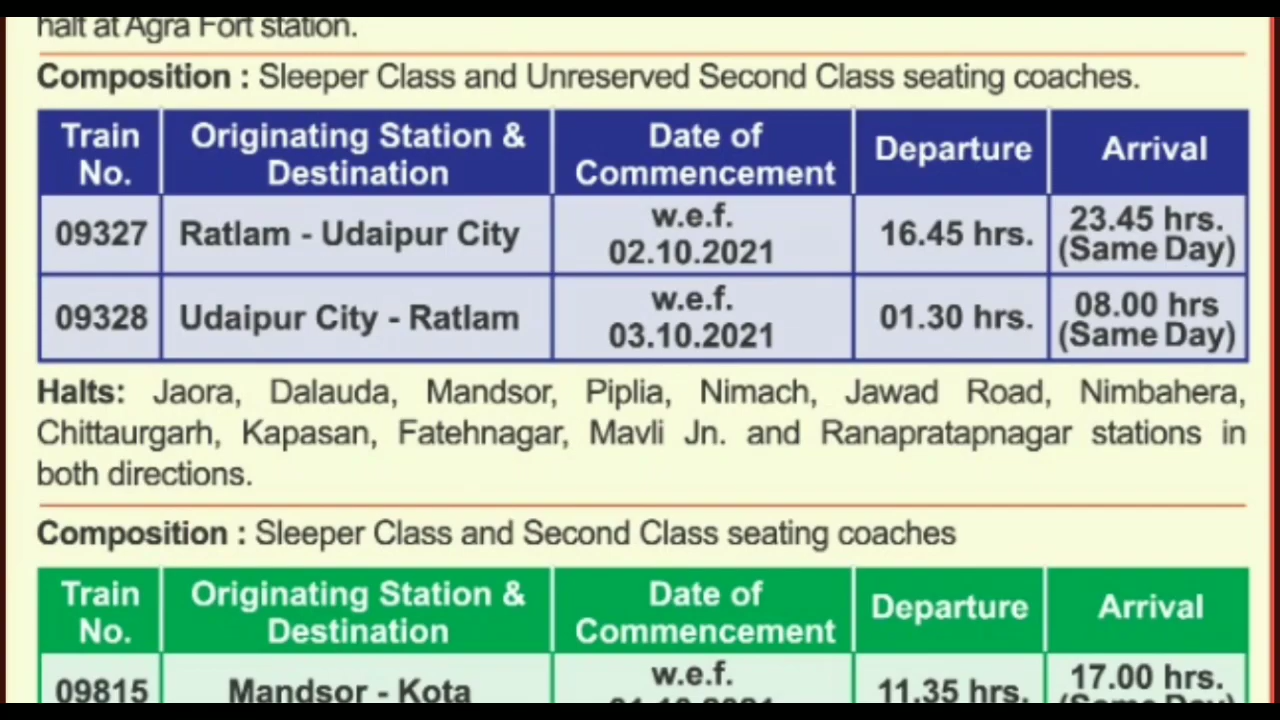 halt at Agra Fort station.
Composition : Sleeper Class and Unreserved Second Class seating coaches.
Train No. Originating Station & Destination Date of Commencement Departure Arrival
09327 Ratlam - Udaipur City w.e.f. 02.10.2021 16.45 hrs. 23.45 hrs. (Same Day)
09328 Udaipur City - Ratlam w.e.f. 03.10.2021 01.30 hrs. 08.00 hrs (Same Day)
Halts: Jaora, Dalauda, Mandsor, Piplia, Nimach, Jawad Road, Nimbahera,
Chittaurgarh, Kapasan, Fatehnagar, Mavli Jn. and Ranapratapnagar stations in
both directions.
Composition : Sleeper Class and Second Class seating coaches
Train No. Originating Station & Destination Date of Commencement Departure Arrival
09815 Mandsor - Kota w.e.f. 11.35 hrs. 17.00 hrs.